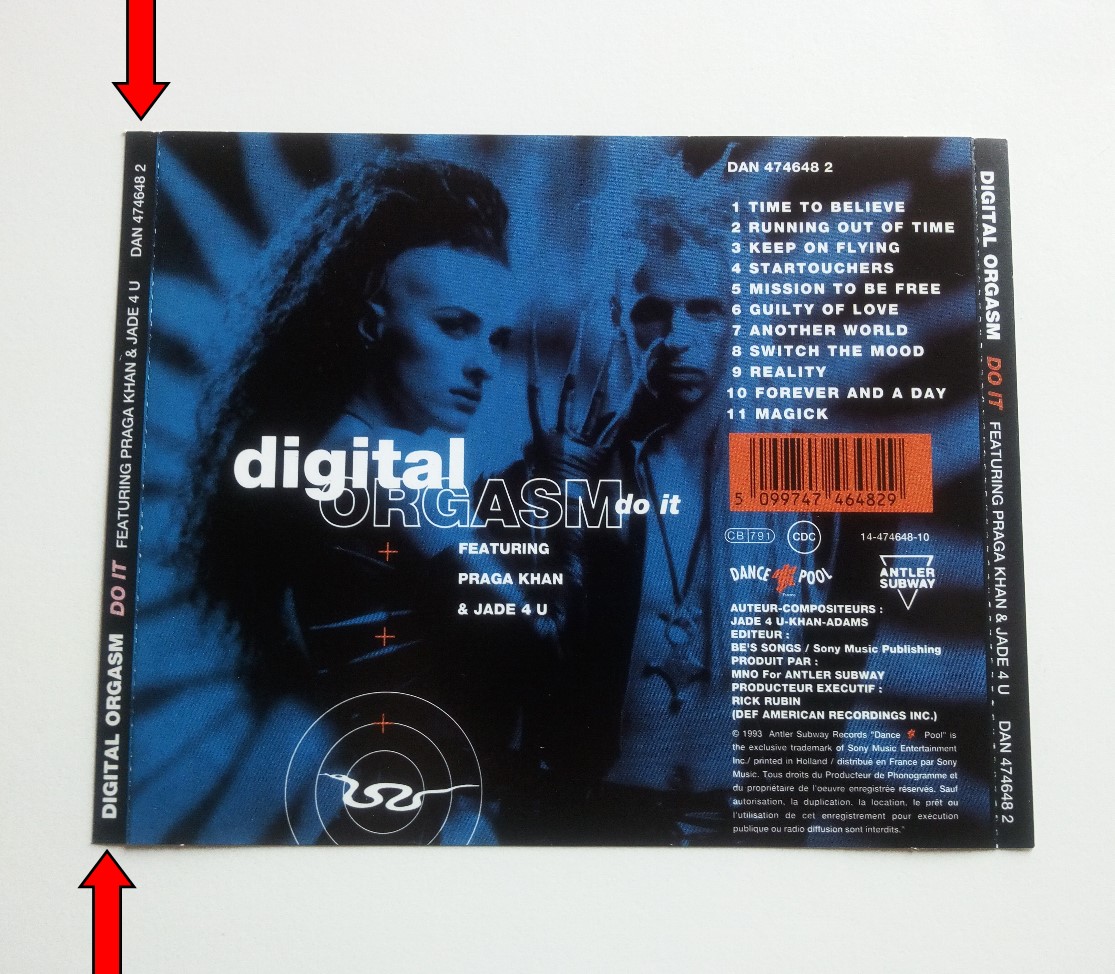 DIGITAL ORGASM DO IT FEATURING PRAGA KHAN & JADE 4 U DAN 474648 2
digital
ORGASM do it
FEATURING
PRAGA KHAN
& JADE 4 U
DAN 474648 2
1 TIME TO BELIEVE
2 RUNNING OUT OF TIME
3 KEEP ON FLYING
4 STARTOUCHERS
5 MISSION TO BE FREE
6 GUILTY OF LOVE
7 ANOTHER WORLD
8 SWITCH THE MOOD
9 REALITY
10 FOREVER AND A DAY
11 MAGICK
5 099747 464829
CB 791 CDC 14-474648-10
DANCE POOL
ANTLER
SUBWAY
AUTEUR-COMPOSITEURS :
JADE 4 U-KHAN-ADAMS
EDITEUR :
BE'S SONGS / Sony Music Publishing
PRODUIT PAR :
MNO For ANTLER SUBWAY
PRODUCTEUR EXECUTIF :
RICK RUBIN
(DEF AMERICAN RECORDINGS INC.)
© 1993 Antler Subway Records "Dance Pool" is
the exclusive trademark of Sony Music Entertainment
Inc./ printed in Holland / distribué en France par Sony
Music. Tous droits du Producteur de Phonogramme et
du propriétaire de l'oeuvre enregistrée réservés. Sauf
autorisation, la duplication, la location, le prêt ou
l'utilisation de cet enregistrement pour exécution
publique ou radio diffusion sont interdits."
DIGITAL ORGASM DO IT FEATURING PRAGA KHAN & JADE 4 U DAN 474648 2